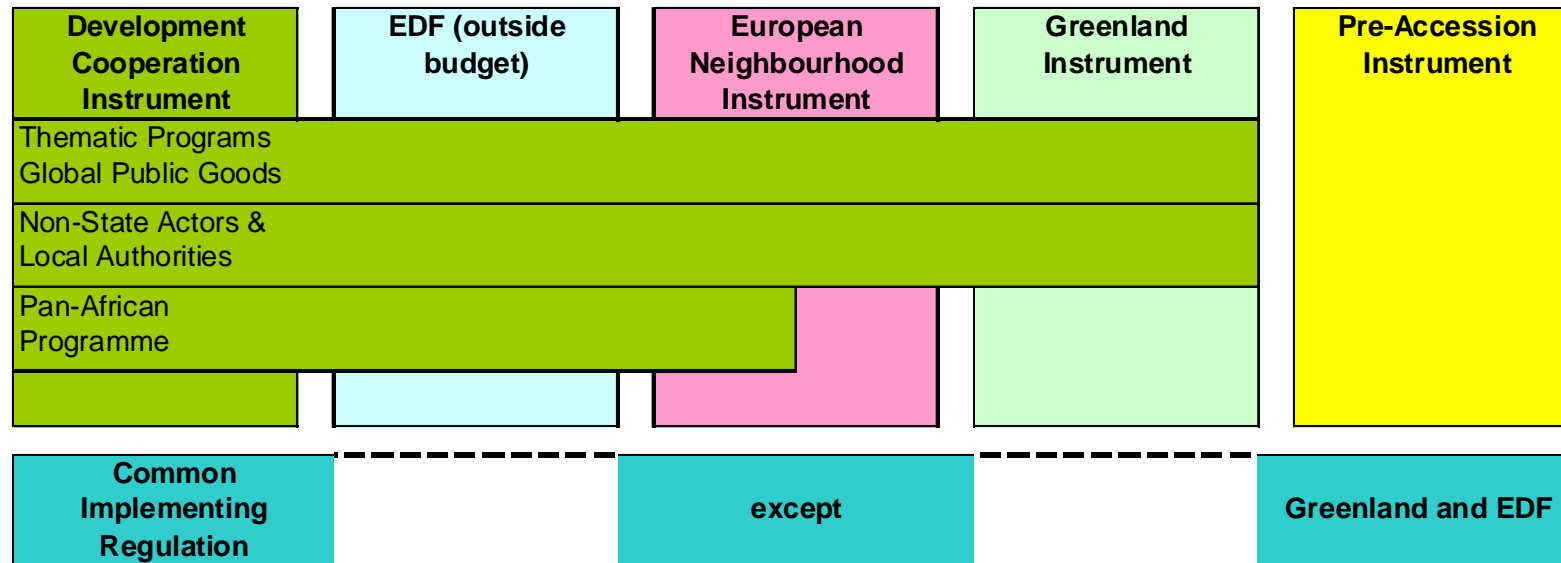 Development
Cooperation
Instrument
EDF (outside
budget)
European
Neighbourhood
Instrument
Greenland
Instrument
Pre-Accession
Instrument
Thematic Programs
Global Public Goods
Non-State Actors &
Local Authorities
Pan-African
Programme
Common
Implementing
Regulation
except
Greenland and EDF